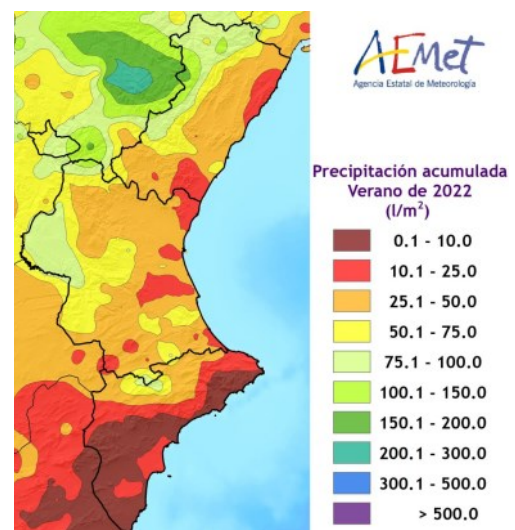 AEMet
Agencia Estatal de Meteorología
Precipitación acumulada
Verano de 2022
(l/m²)
0.1 - 10.0
10.1 - 25.0
25.1 - 50.0
50.1 - 75.0
75.1 - 100.0
100.1 - 150.0
150.1 - 200.0
200.1 - 300.0
300.1 - 500.0
> 500.0